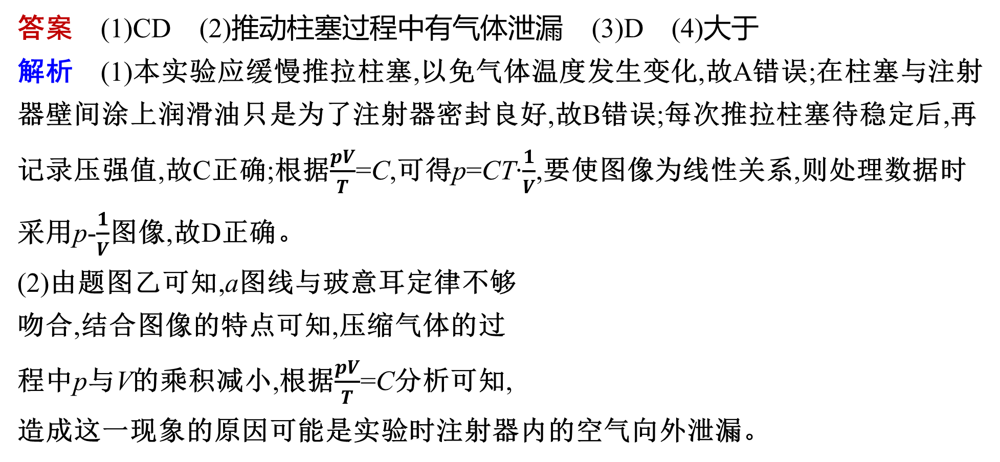 答案 (1)CD (2)推动柱塞过程中有气体泄漏 (3)D (4)大于
解析 (1)本实验应缓慢推拉柱塞,以免气体温度发生变化,故A错误;在柱塞与注射
器壁间涂上润滑油只是为了注射器密封良好,故B错误;每次推拉柱塞待稳定后,再
记录压强值,故C正确;根据$\frac{pV}{T}$=C,可得p=CT·$\frac{1}{V}$,要使图像为线性关系,则处理数据时
采用p-$\frac{1}{V}$图像,故D正确。
(2)由题图乙可知,a图线与玻意耳定律不够
吻合,结合图像的特点可知,压缩气体的过
程中p与V的乘积减小,根据$\frac{pV}{T}$=C分析可知,
造成这一现象的原因可能是实验时注射器内的空气向外泄漏。